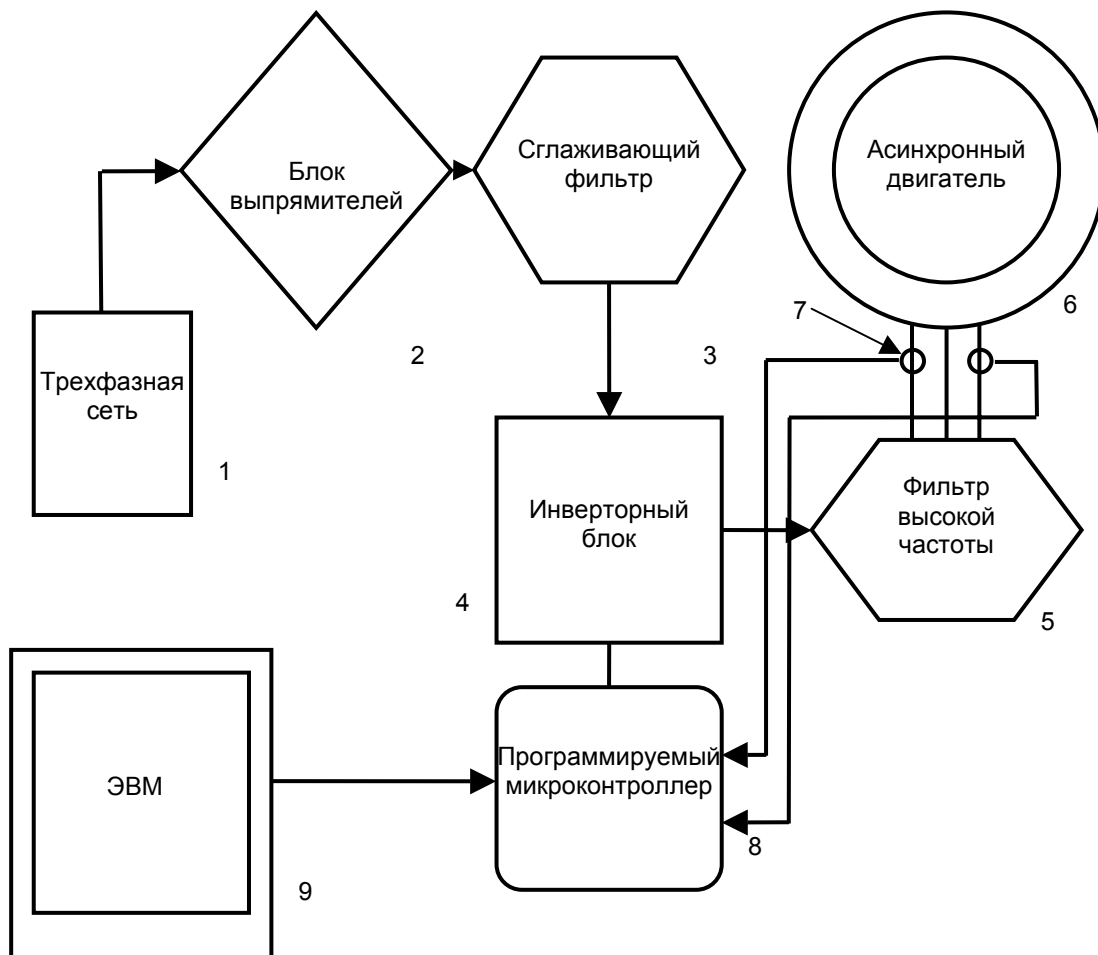 Блок
выпрямителей
Сглаживающий
фильтр
Асинхронный
двигатель
7
6
2
3
Трехфазная
сеть
1
Инверторный
блок
Фильтр
высокой
частоты
4
5
ЭВМ
Программируемый
микроконтроллер
8
9